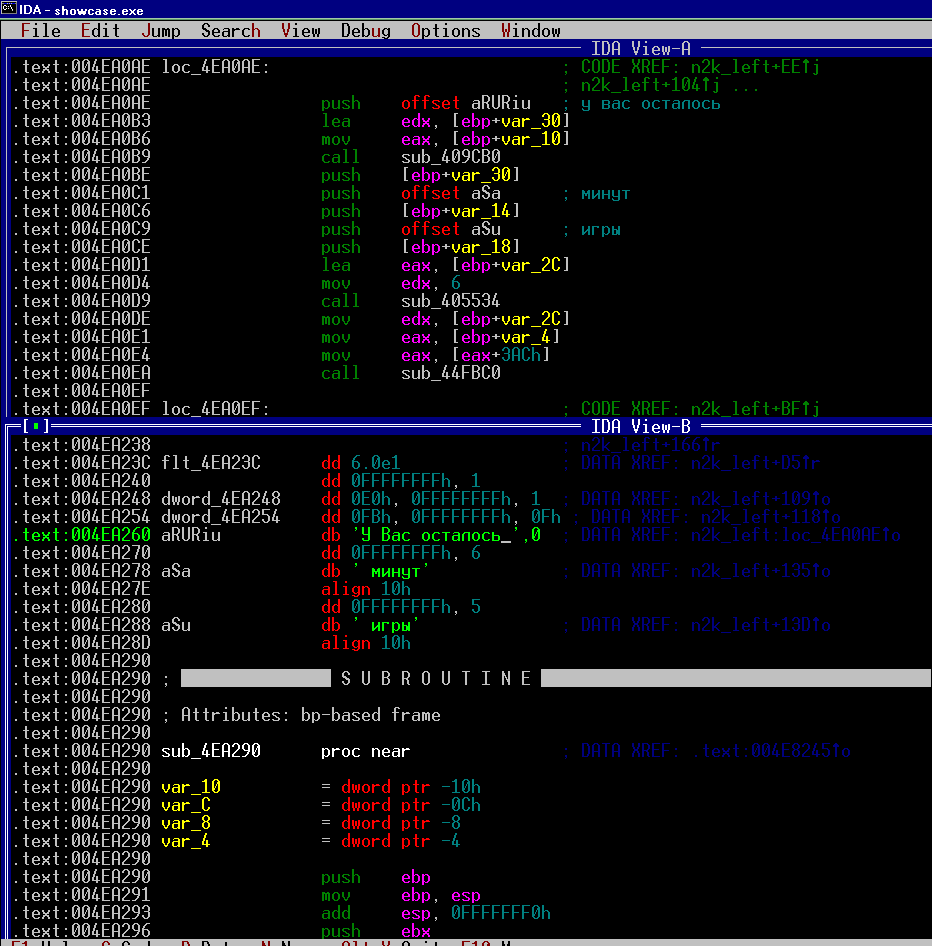 IDA - showcase.exe
File Edit Jump Search View Debug Options Window
IDA View-A
.text:004EA0AE loc_4EA0AE: ; CODE XREF: n2k_left+EE↑j
.text:004EA0AE ; n2k_left+104↑j ...
.text:004EA0AE push offset aRURiu ; у вас осталось
.text:004EA0B3 lea edx, [ebp+var_30]
.text:004EA0B6 mov eax, [ebp+var_10]
.text:004EA0B9 call sub_409CB0
.text:004EA0BE push [ebp+var_30]
.text:004EA0C1 push offset aSa ; минут
.text:004EA0C6 push [ebp+var_14]
.text:004EA0C9 push offset aSu ; игры
.text:004EA0CE push [ebp+var_18]
.text:004EA0D1 lea eax, [ebp+var_2C]
.text:004EA0D4 mov edx, 6
.text:004EA0D9 call sub_405534
.text:004EA0DE mov edx, [ebp+var_2C]
.text:004EA0E1 mov eax, [ebp+var_4]
.text:004EA0E4 mov eax, [eax+3ACh]
.text:004EA0EA call sub_44FBC0
.text:004EA0EF
.text:004EA0EF loc_4EA0EF: ; CODE XREF: n2k_left+BF↑j
IDA View-B
.text:004EA238 ; n2k_left+166↑r
.text:004EA23C flt_4EA23C dd 6.0e1 ; DATA XREF: n2k_left+D5↑r
.text:004EA240 dd 0FFFFFFFFh, 1
.text:004EA248 dword_4EA248 dd 0E0h, 0FFFFFFFFh, 1 ; DATA XREF: n2k_left+109↑o
.text:004EA254 dword_4EA254 dd 0FBh, 0FFFFFFFFh, 0Fh ; DATA XREF: n2k_left+118↑o
.text:004EA260 aRURiu db 'У Вас осталось_',0 ; DATA XREF: n2k_left:loc_4EA0AE↑o
.text:004EA270 dd 0FFFFFFFFh, 6
.text:004EA278 aSa db ' минут' ; DATA XREF: n2k_left+135↑o
.text:004EA27E align 10h
.text:004EA280 dd 0FFFFFFFFh, 5
.text:004EA288 aSu db ' игры' ; DATA XREF: n2k_left+13D↑o
.text:004EA28D align 10h
.text:004EA290
.text:004EA290 ; S U B R O U T I N E
.text:004EA290
.text:004EA290 ; Attributes: bp-based frame
.text:004EA290
.text:004EA290 sub_4EA290 proc near ; DATA XREF: .text:004E8245↑o
.text:004EA290
.text:004EA290 var_10 = dword ptr -10h
.text:004EA290 var_C = dword ptr -0Ch
.text:004EA290 var_8 = dword ptr -8
.text:004EA290 var_4 = dword ptr -4
.text:004EA290
.text:004EA290 push ebp
.text:004EA291 mov ebp, esp
.text:004EA293 add esp, 0FFFFFFF0h
.text:004EA296 push ebx